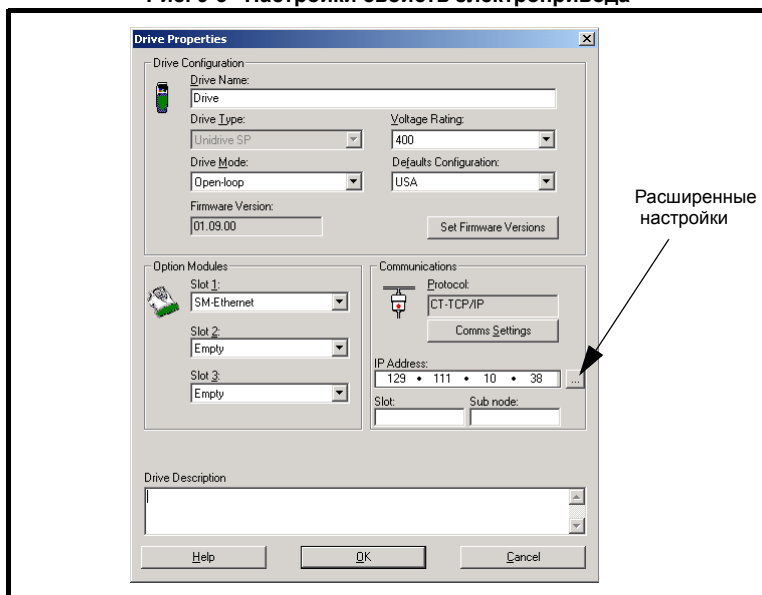 Рис. 9-6 Настройки свойств электропривода
Drive Properties
Drive Configuration
Drive Name:
Drive
Drive Type:
Voltage Rating:
Unidrive SP
400
Drive Mode:
Defaults Configuration:
Open-loop
USA
Firmware Version:
01.09.00
Set Firmware Versions
Расширенные
настройки
Option Modules
Communications
Slot 1:
Protocol:
SM-Ethernet
CT-TCP/IP
Comms Settings
Slot 2:
Empty
IP Address:
129 • 111 • 10 • 38
...
Slot 3:
Empty
Slot:
Sub node:
Drive Description
Help
OK
Cancel